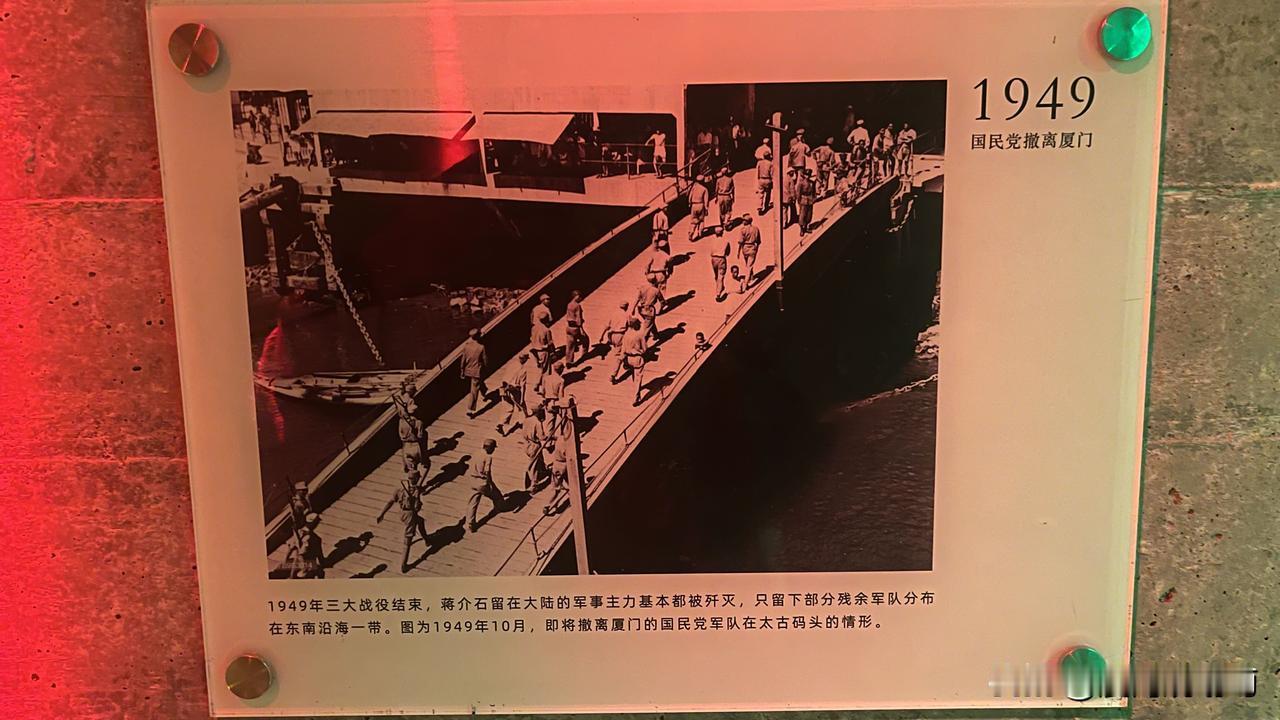 1949
国民党撤离厦门
1949年三大战役结束，蒋介石留在大陆的军事主力基本都被歼灭，只留下部分残余军队分布
在东南沿海一带。图为1949年10月，即将撤离厦门的国民党军队在太古码头的情形。